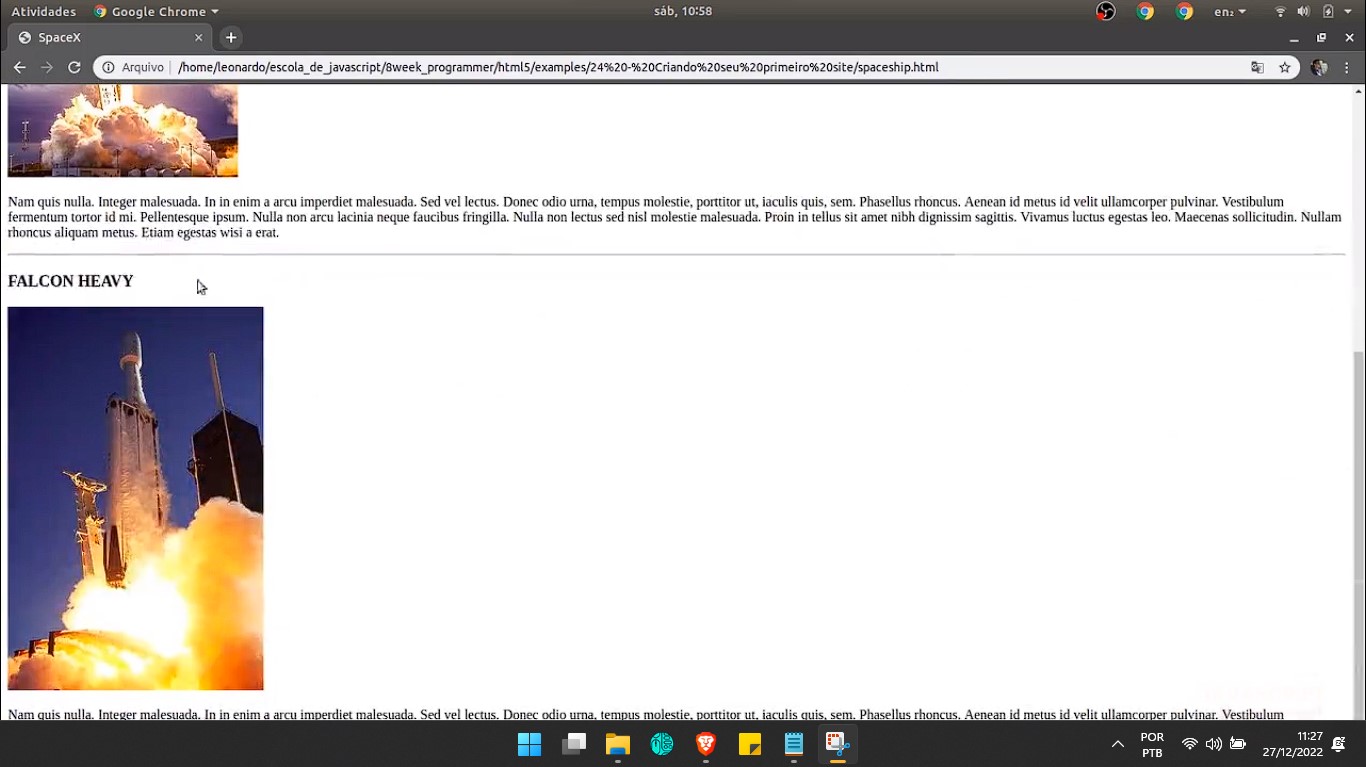 Atividades Google Chrome sáb, 10:58 en₂
SpaceX
Arquivo /home/leonardo/escola_de_javascript/8week_programmer/html5/examples/24%20-%20Criando%20seu%20primeiro%20site/spaceship.html
Nam quis nulla. Integer malesuada. In in enim a arcu imperdiet malesuada. Sed vel lectus. Donec odio urna, tempus molestie, porttitor ut, iaculis quis, sem. Phasellus rhoncus. Aenean id metus id velit ullamcorper pulvinar. Vestibulum
fermentum tortor id mi. Pellentesque ipsum. Nulla non arcu lacinia neque faucibus fringilla. Nulla non lectus sed nisl molestie malesuada. Proin in tellus sit amet nibh dignissim sagittis. Vivamus luctus egestas leo. Maecenas sollicitudin. Nullam
rhoncus aliquam metus. Etiam egestas wisi a erat.
FALCON HEAVY
Nam quis nulla. Integer malesuada. In in enim a arcu imperdiet malesuada. Sed vel lectus. Donec odio urna, tempus molestie, porttitor ut, iaculis quis, sem. Phasellus rhoncus. Aenean id metus id velit ullamcorper pulvinar. Vestibulum
POR 11:27
PTB 27/12/2022